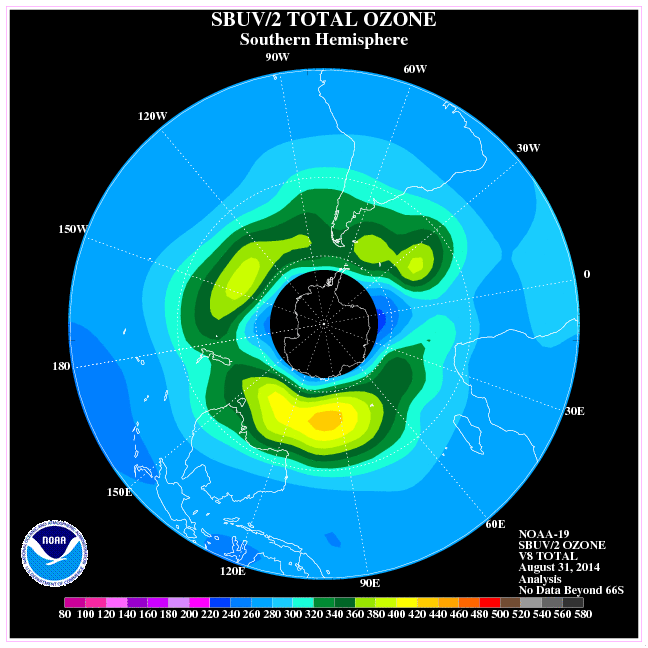 SBUV/2 TOTAL OZONE
Southern Hemisphere
90W
60W
120W
30W
150W
0
180
30E
150E
60E
120E
90E
NOAA
NOAA-19
SBUV/2 OZONE
V8 TOTAL
August 31, 2014
Analysis
No Data Beyond 66S
80 100 120 140 160 180 200 220 240 260 280 300 320 340 360 380 400 420 440 460 480 500 520 540 560 580